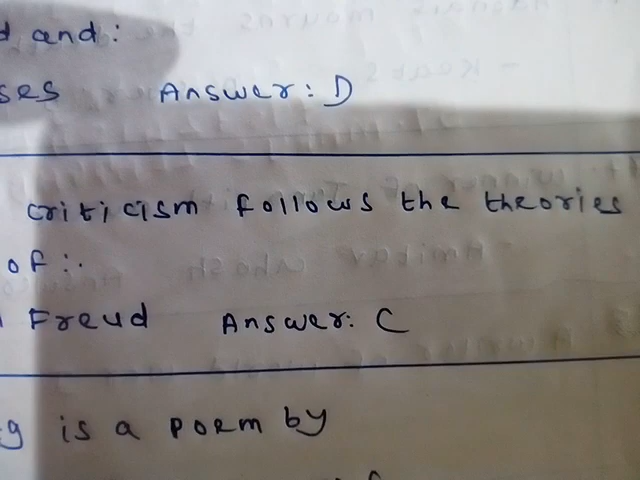 and:
ses Answer: D
criticism follows the theories
of :.
Freud Answer: C
g is a poem by